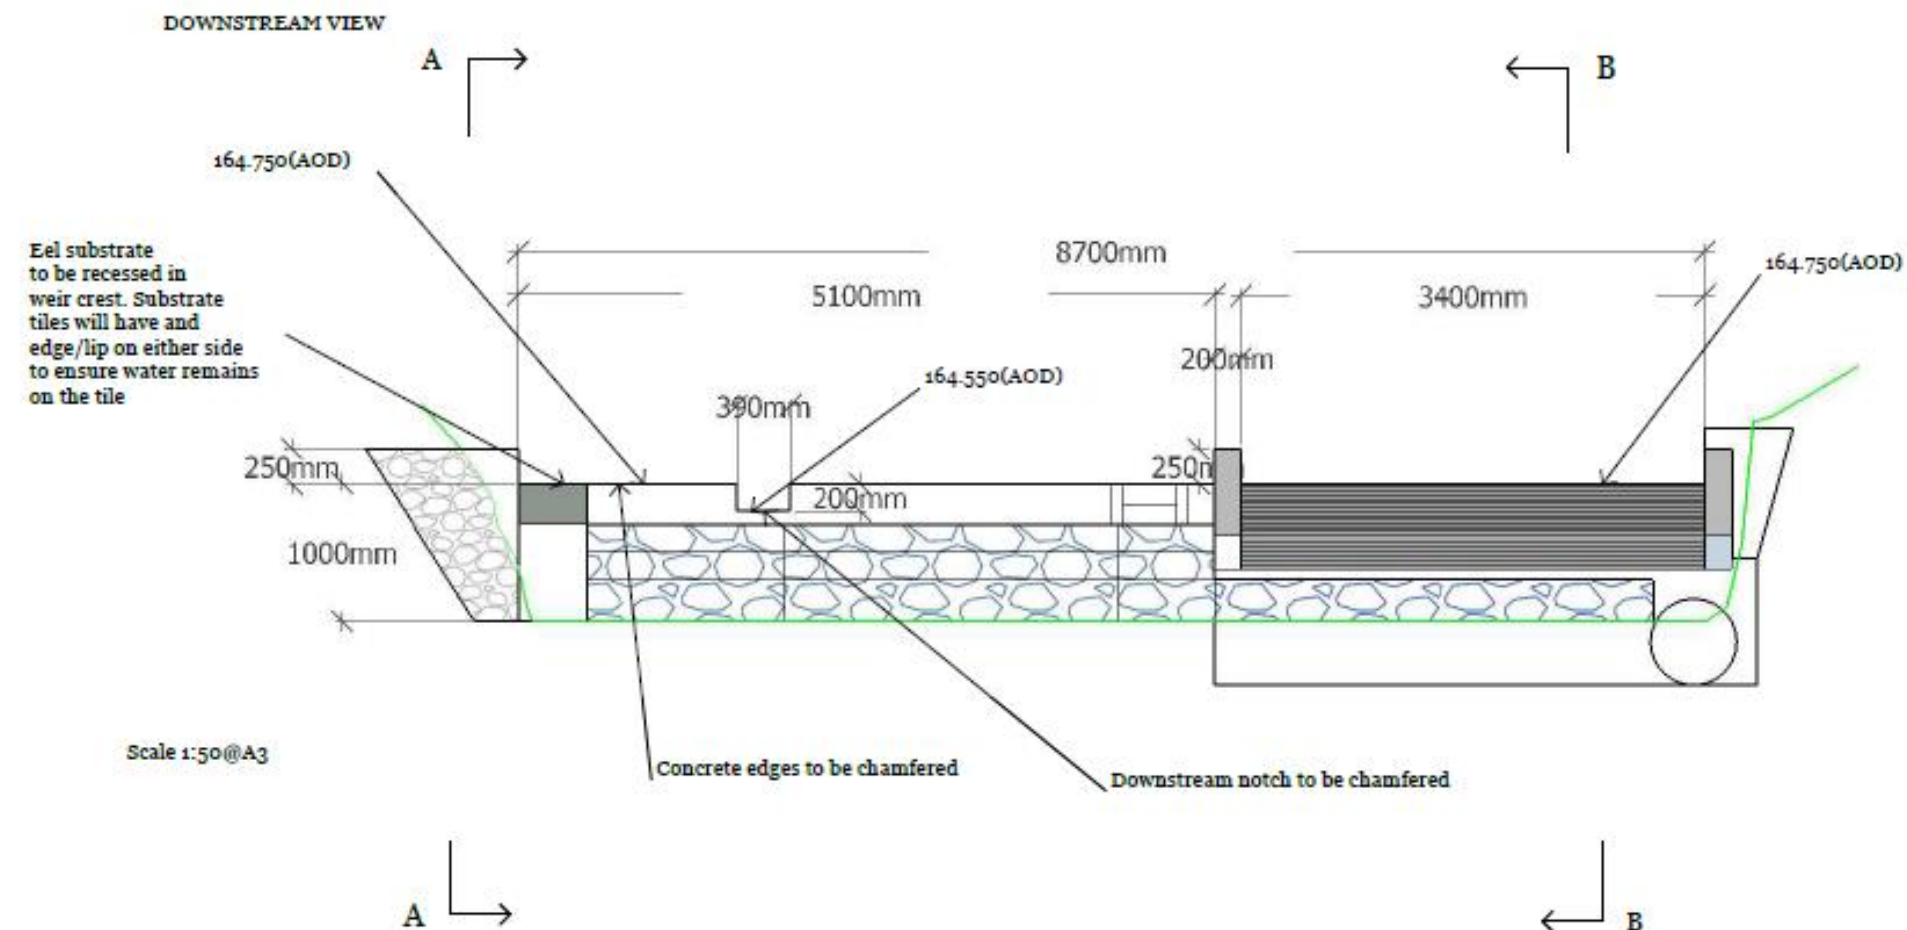 DOWNSTREAM VIEW
A
B
164.750(AOD)
Eel substrate
to be recessed in
weir crest. Substrate
tiles will have and
edge/lip on either side
to ensure water remains
on the tile
8700mm
164.750(AOD)
5100mm
3400mm
200mm
164.550(AOD)
390mm
250mm
250m
200mm
1000mm
Scale 1:50@A3
Concrete edges to be chamfered
Downstream notch to be chamfered
A
B